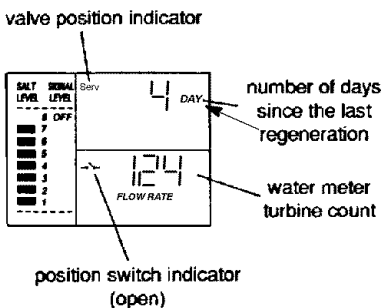 valve position indicator
SALT LEVEL
SIGNAL LEVEL
Serv
4 DAY
8 OFF
7
6
5
4
3
2
1
124
FLOW RATE
number of days
since the last
regeneration
water meter
turbine count
position switch indicator
(open)